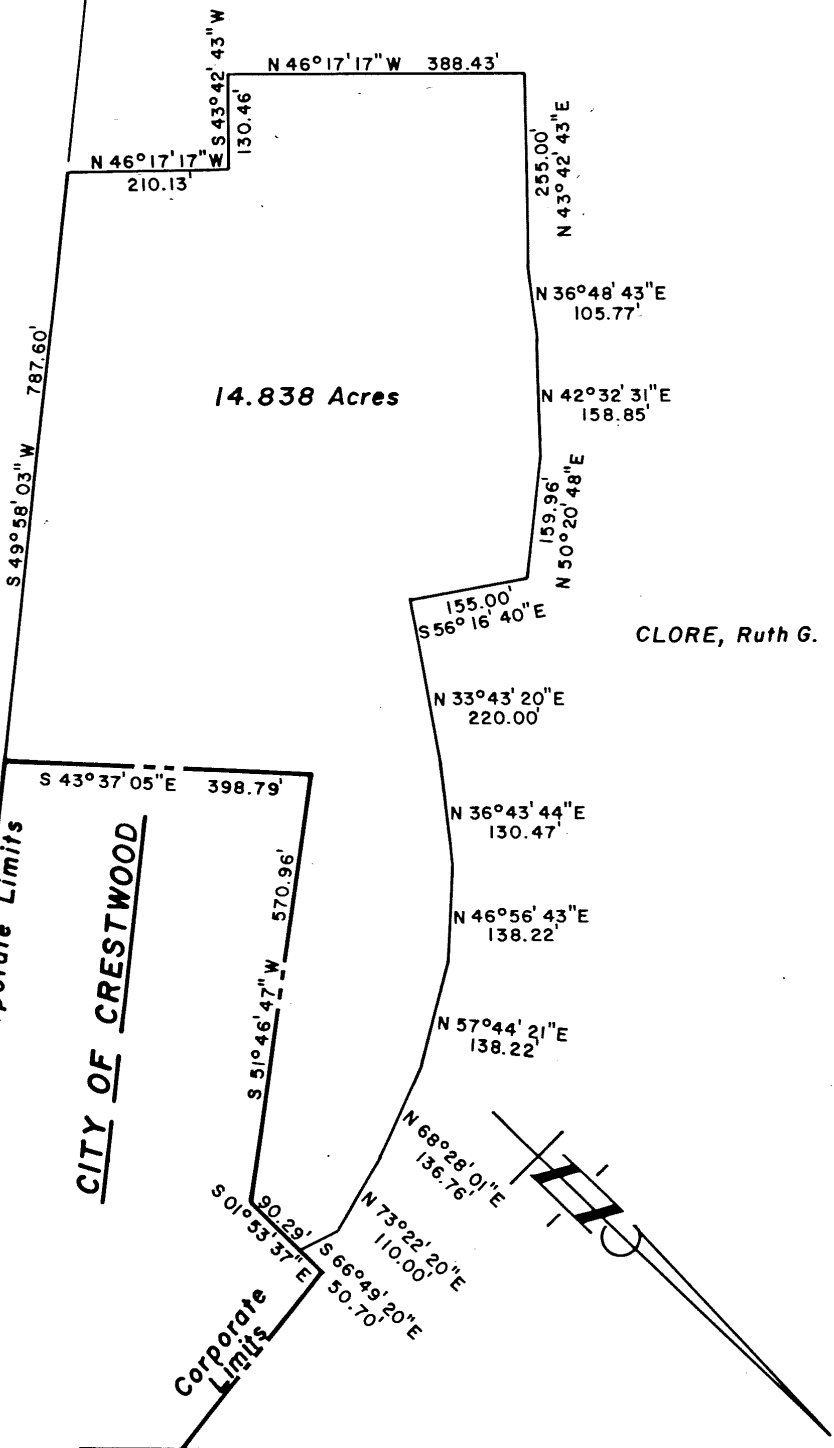 N 46° 17' 17" W 388.43'
S 43° 42' 43" W
130.46'
N 46° 17' 17" W
210.13'
255.00'
N 43° 42' 43" E
N 36° 48' 43" E
105.77'
787.60'
S 49° 58' 03" W
14.838 Acres
N 42° 32' 31" E
158.85'
159.96'
N 50° 20' 48" E
155.00'
S 56° 16' 40" E
CLORE, Ruth G.
N 33° 43' 20" E
220.00'
S 43° 37' 05" E 398.79'
N 36° 43' 44" E
130.47'
Limits
CITY OF CRESTWOOD
570.96'
S 51° 46' 47" W
N 46° 56' 43" E
138.22'
N 57° 44' 21" E
138.22'
N 68° 28' 01" E
136.76'
N 73° 22' 20" E
110.00'
90.29'
S 01° 53' 37" E
S 66° 49' 20" E
50.70'
Corporate
Limits